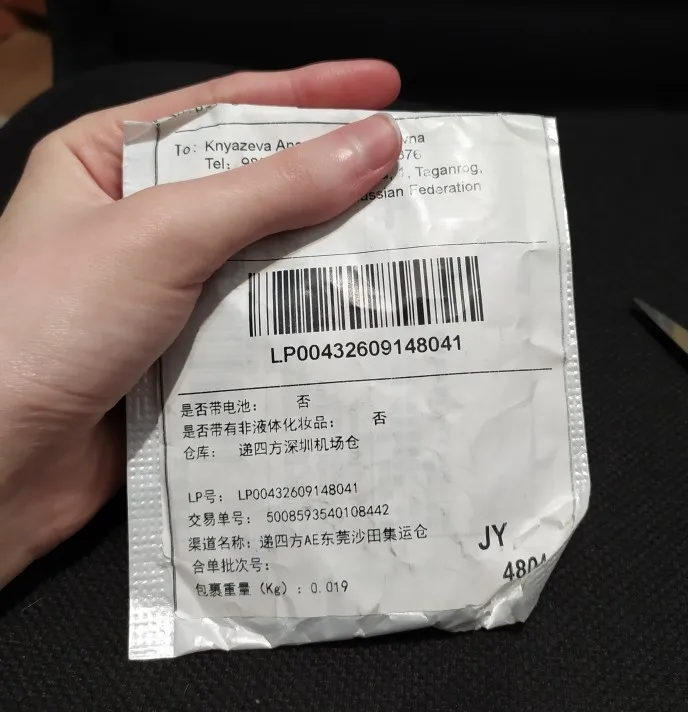 To: Knyazeva
Tel:
Taganrog,
Federation
LP00432609148041
是否带电池: 否
是否带有非液体化妆品: 否
仓库: 递四方深圳机场仓
LP号: LP00432609148041
交易单号: 5008593540108442
渠道名称: 递四方AE东莞沙田集运仓
JY
合单批次号:
包裹重量 (Kg) : 0.019